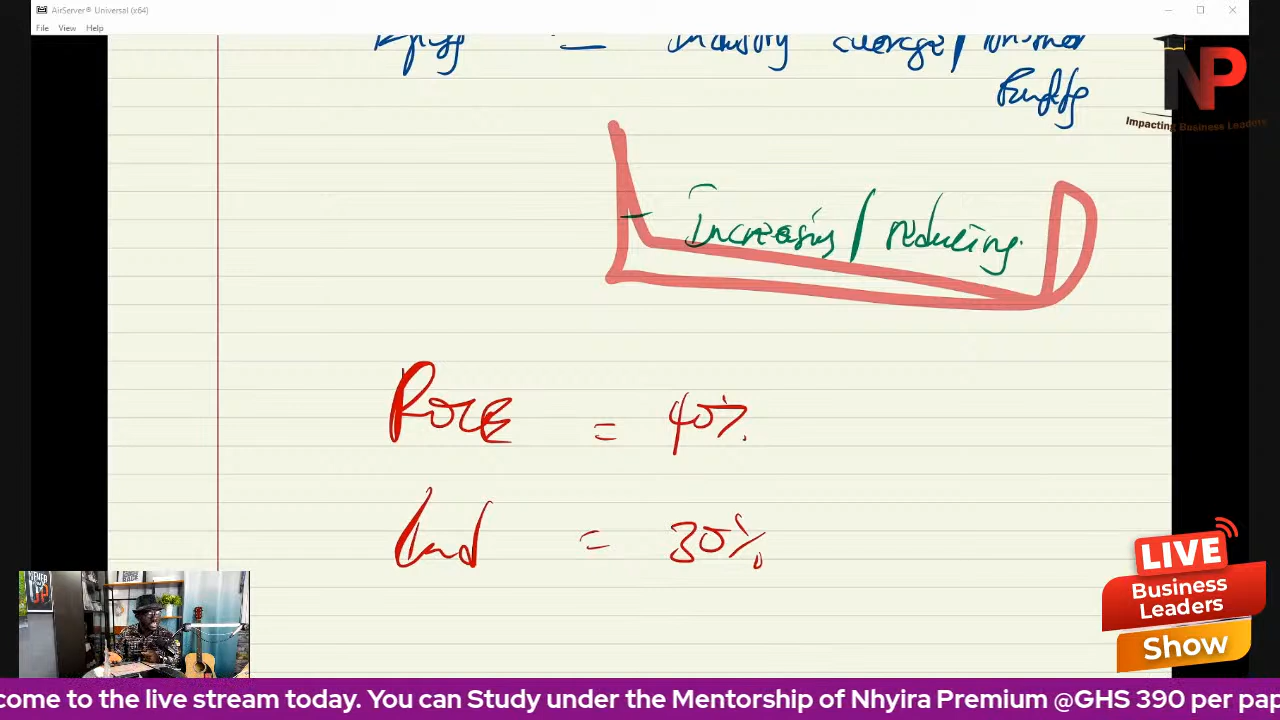 AirServer® Universal (x64)
File View Help
= Industry average /
NP
Impacting Business Leaders
Increasing / reducing
ROCE = 40%
Ind = 30%
LIVE
Business
Leaders
Show
come to the live stream today. You can Study under the Mentorship of Nhyira Premium @GHS 390 per pap